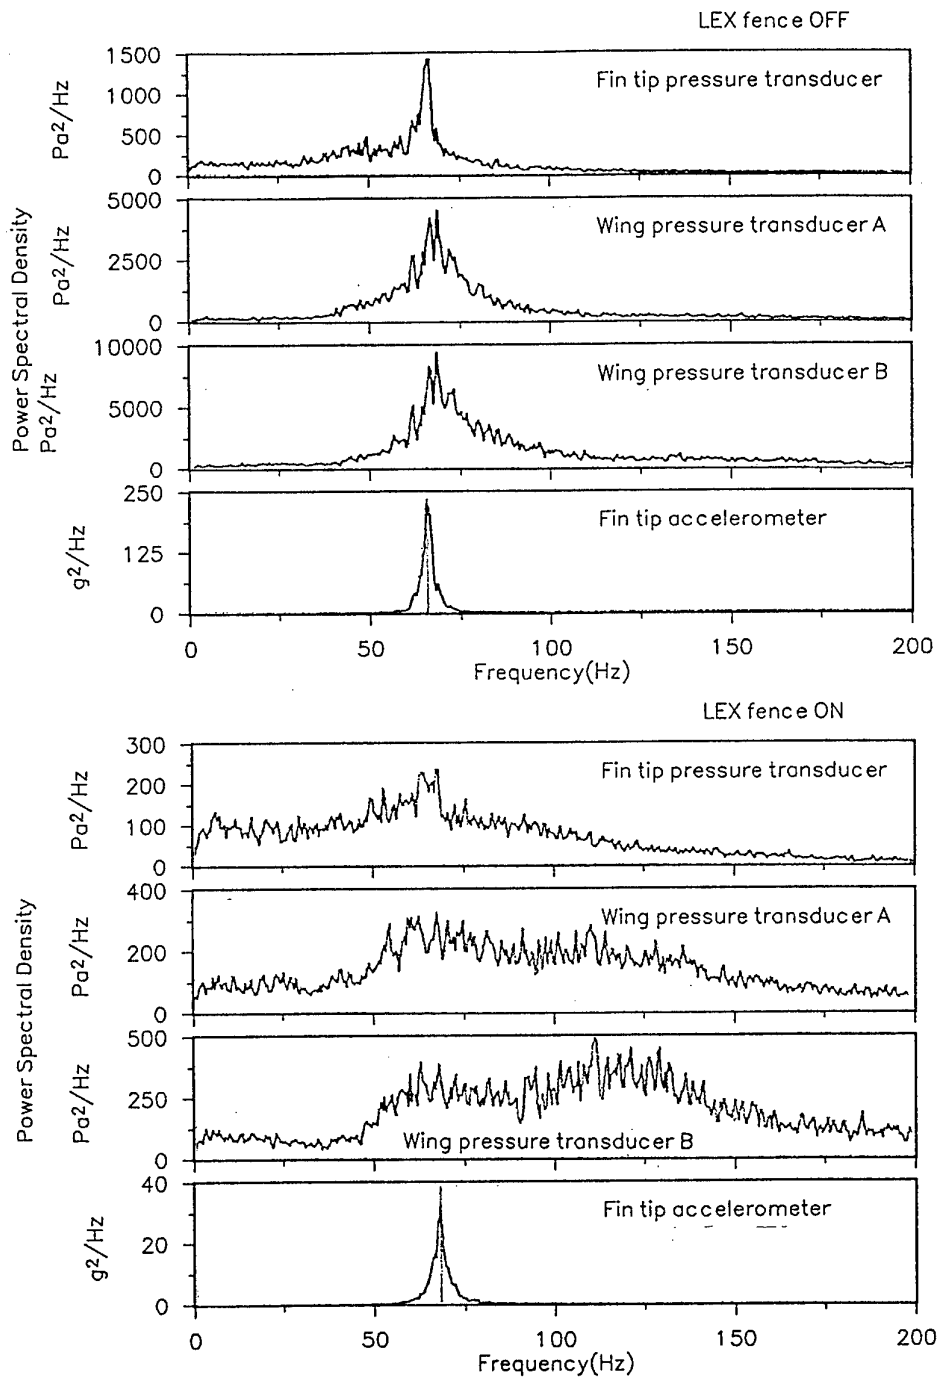 LEX fence OFF
1500
1000
500
0
Pa²/Hz
Fin tip pressure transducer
5000
2500
0
Pa²/Hz
Wing pressure transducer A
Power Spectral Density
10000
5000
0
Pa²/Hz
Wing pressure transducer B
250
125
0
g²/Hz
Fin tip accelerometer
0 50 100 150 200
Frequency(Hz)
LEX fence ON
300
200
100
0
Pa²/Hz
Fin tip pressure transducer
400
200
0
Pa²/Hz
Wing pressure transducer A
Power Spectral Density
500
250
0
Pa²/Hz
Wing pressure transducer B
40
20
0
g²/Hz
Fin tip accelerometer
0 50 100 150 200
Frequency(Hz)